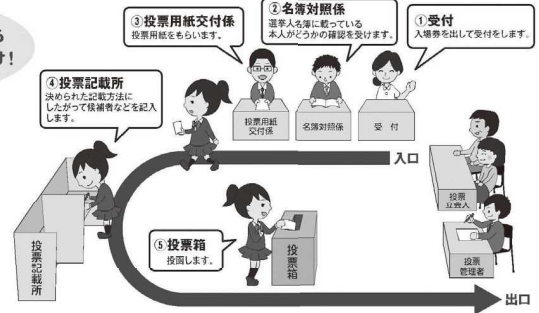 る
け！
③投票用紙交付係
投票用紙をもらいます。
②名簿対照係
選挙人名簿に載っている
本人がどうかの確認を受けます。
①受付
入場券を出して受付をします。
④投票記載所
決められた記載方法に
したがって候補者などを記入
します。
投票用紙
交付係
名簿対照係
受　付
入口
投票
立会人
投票記載所
⑤投票箱
投函します。
投票箱
投票
管理者
出口